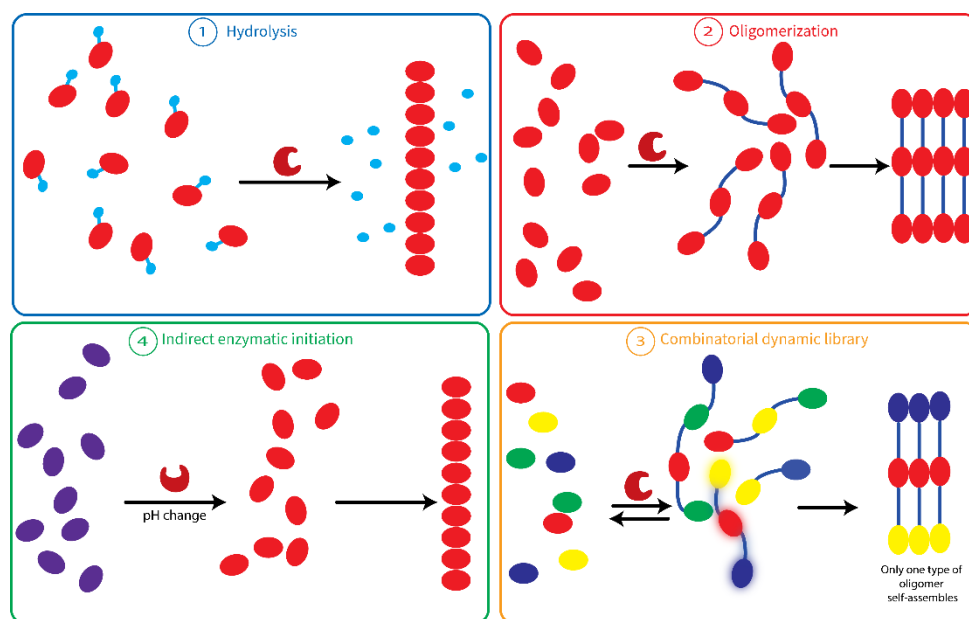 1 Hydrolysis
2 Oligomerization
4 Indirect enzymatic initiation
pH change
3 Combinatorial dynamic library
Only one type of
oligomer
self-assembles